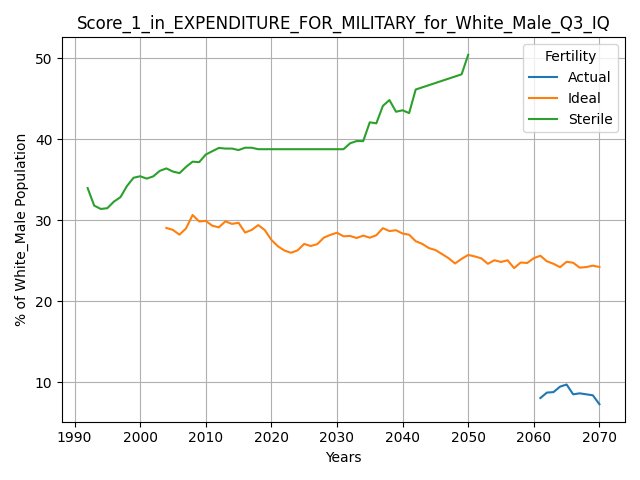 Score_1_in_EXPENDITURE_FOR_MILITARY_for_White_Male_Q3_IQ
% of White_Male Population
50
40
30
20
10
Fertility
Actual
Ideal
Sterile
1990 2000 2010 2020 2030 2040 2050 2060 2070
Years